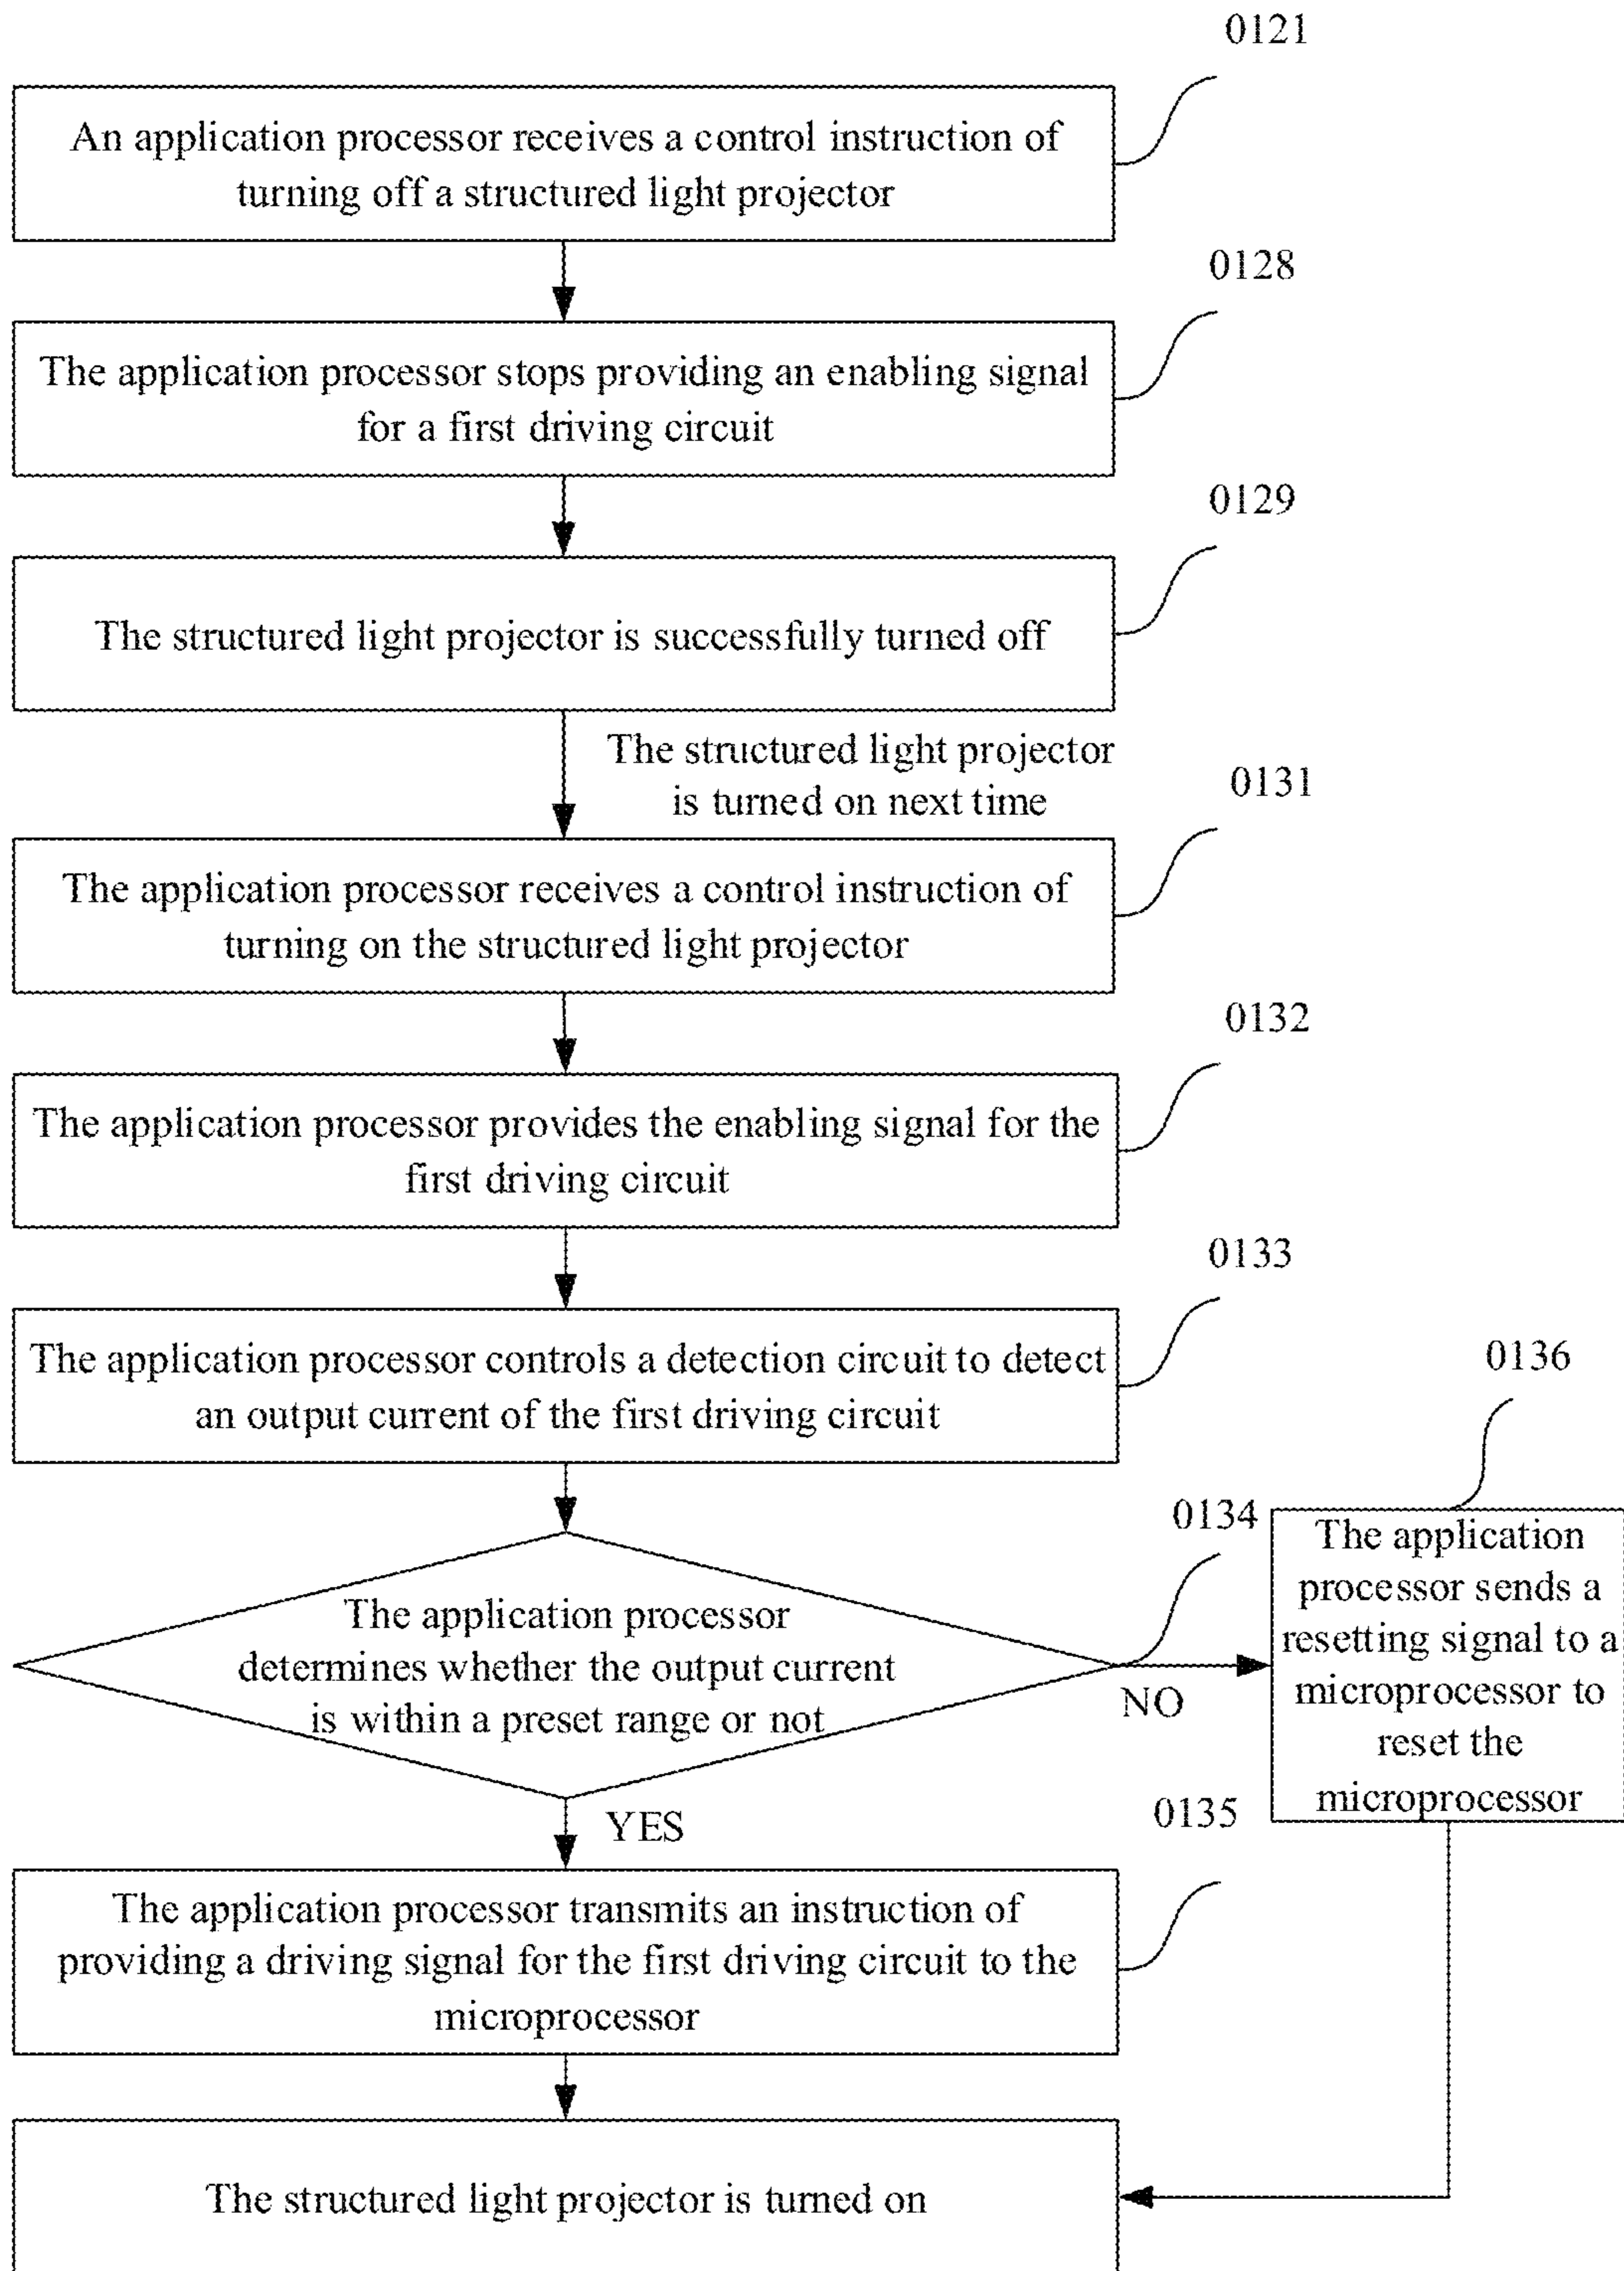 0121
An application processor receives a control instruction of
turning off a structured light projector
0128
The application processor stops providing an enabling signal
for a first driving circuit
0129
The structured light projector is successfully turned off
The structured light projector
is turned on next time
0131
The application processor receives a control instruction of
turning on the structured light projector
0132
The application processor provides the enabling signal for the
first driving circuit
0133
The application processor controls a detection circuit to detect
an output current of the first driving circuit
0134
The application processor
determines whether the output current
is within a preset range or not
NO
0136
The application
processor sends a
resetting signal to a
microprocessor to
reset the
microprocessor
YES
0135
The application processor transmits an instruction of
providing a driving signal for the first driving circuit to the
microprocessor
The structured light projector is turned on